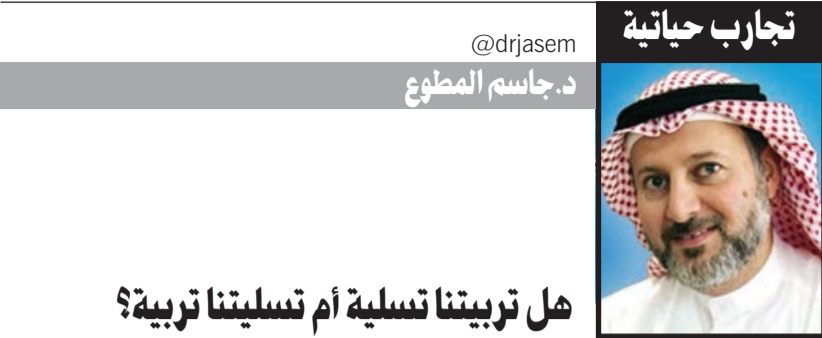 تجارب حياتية
@drjasem
د.جاسم المطوع
هل تربيتنا تسلية أم تسليتنا تربية؟